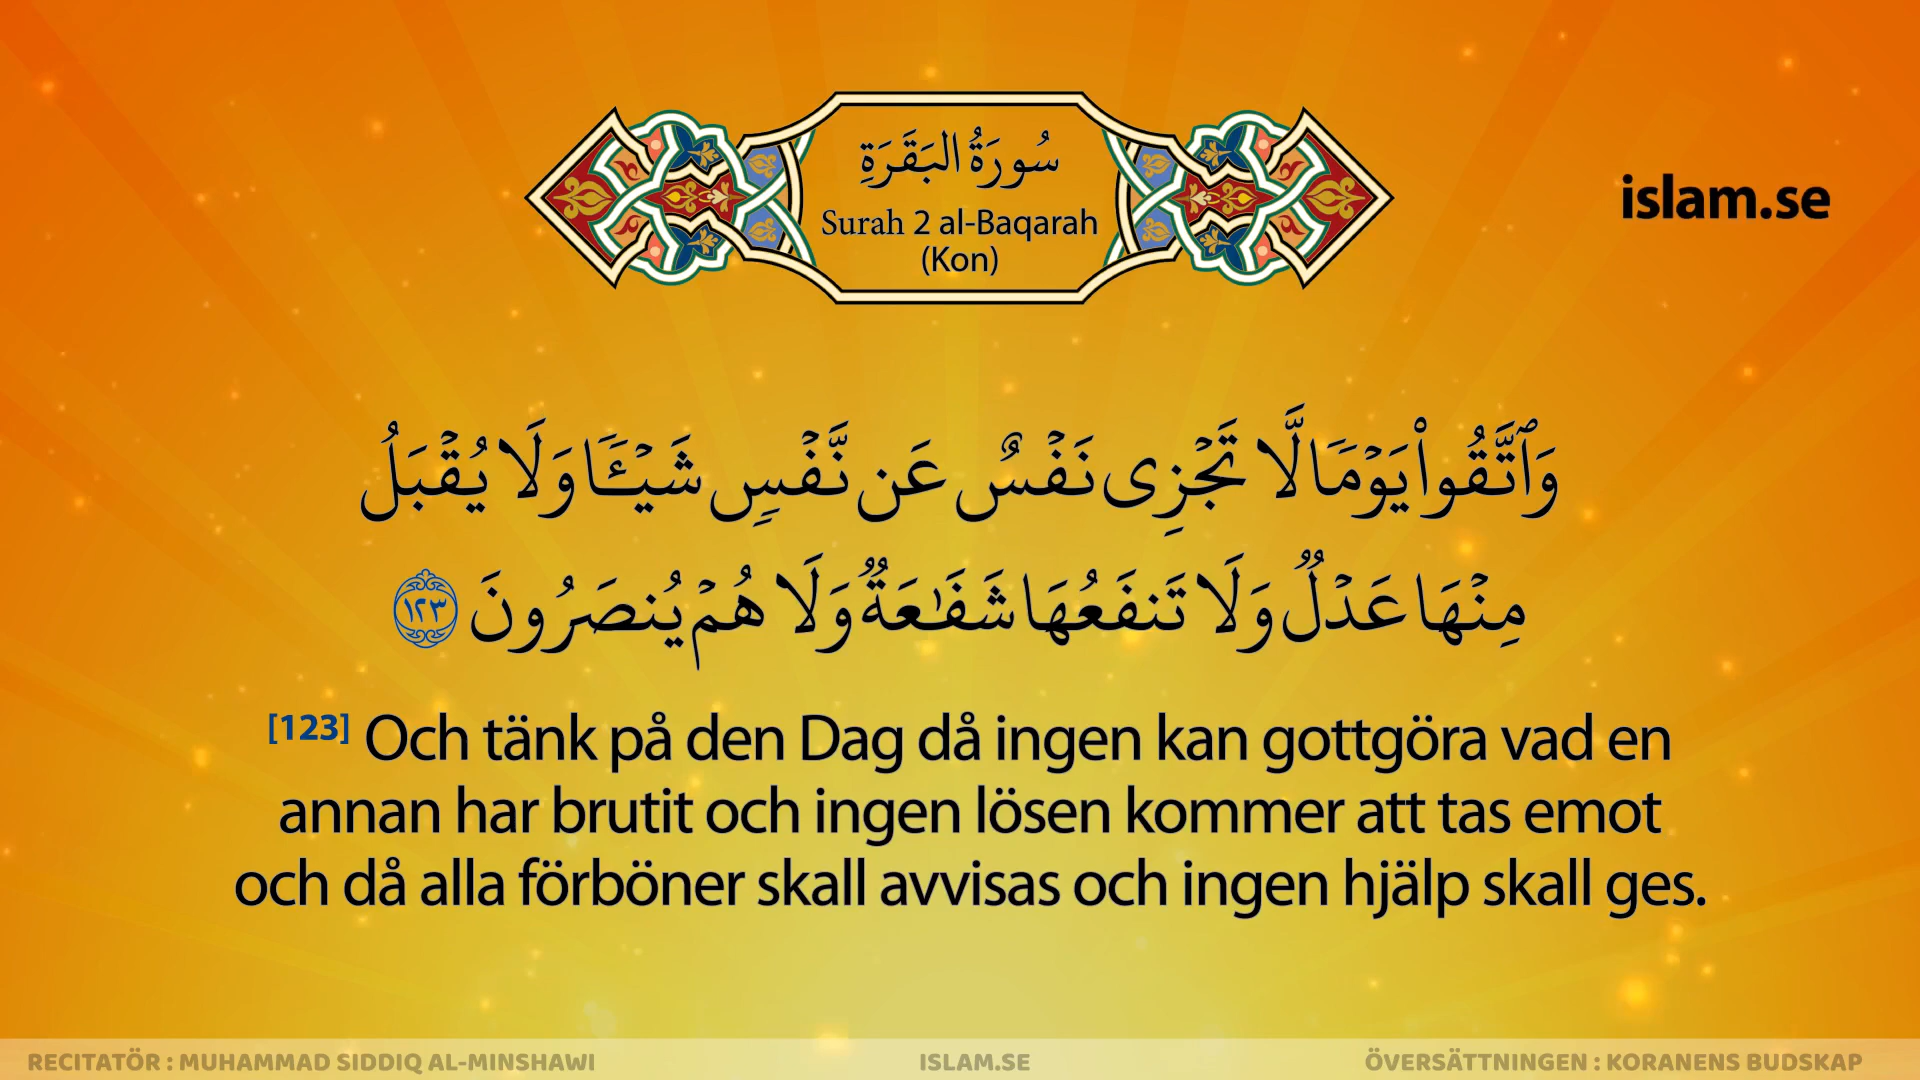 سُورَةُ البَقَرَةِ
Surah 2 al-Baqarah
(Kon)
islam.se
وَٱتَّقُوا۟ يَوْمًا لَّا تَجْزِى نَفْسٌ عَن نَّفْسٍ شَيْـًٔا وَلَا يُقْبَلُ
مِنْهَا عَدْلٌ وَلَا تَنفَعُهَا شَفَـٰعَةٌ وَلَا هُمْ يُنصَرُونَ ١٢٣
[123] Och tänk på den Dag då ingen kan gottgöra vad en
annan har brutit och ingen lösen kommer att tas emot
och då alla förböner skall avvisas och ingen hjälp skall ges.
RECITATÖR : MUHAMMAD SIDDIQ AL-MINSHAWI
ISLAM.SE
ÖVERSÄTTNINGEN : KORANENS BUDSKAP